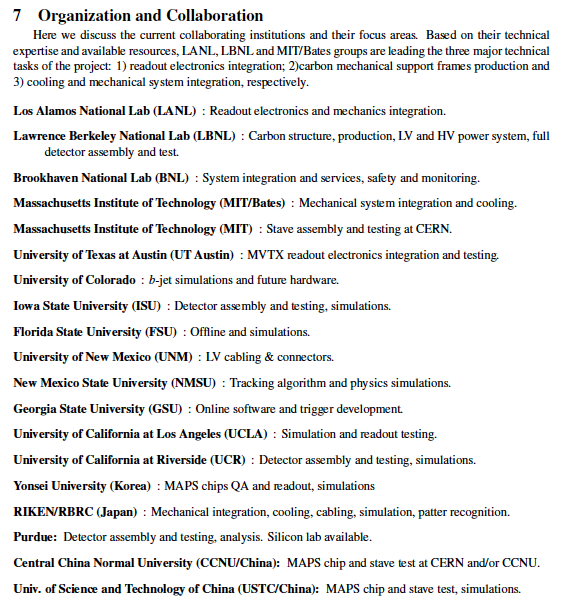 7 Organization and Collaboration
Here we discuss the current collaborating institutions and their focus areas. Based on their technical
expertise and available resources, LANL, LBNL and MIT/Bates groups are leading the three major technical
tasks of the project: 1) readout electronics integration; 2)carbon mechanical support frames production and
3) cooling and mechanical system integration, respectively.
Los Alamos National Lab (LANL) : Readout electronics and mechanics integration.
Lawrence Berkeley National Lab (LBNL) : Carbon structure, production, LV and HV power system, full
detector assembly and test.
Brookhaven National Lab (BNL) : System integration and services, safety and monitoring.
Massachusetts Institute of Technology (MIT/Bates) : Mechanical system integration and cooling.
Massachusetts Institute of Technology (MIT) : Stave assembly and testing at CERN.
University of Texas at Austin (UT Austin) : MVTX readout electronics integration and testing.
University of Colorado : b-jet simulations and future hardware.
Iowa State University (ISU) : Detector assembly and testing, simulations.
Florida State University (FSU) : Offline and simulations.
University of New Mexico (UNM) : LV cabling & connectors.
New Mexico State University (NMSU) : Tracking algorithm and physics simulations.
Georgia State University (GSU) : Online software and trigger development.
University of California at Los Angeles (UCLA) : Simulation and readout testing.
University of California at Riverside (UCR) : Detector assembly and testing, simulations.
Yonsei University (Korea) : MAPS chips QA and readout, simulations
RIKEN/RBRC (Japan) : Mechanical integration, cooling, cabling, simulation, patter recognition.
Purdue: Detector assembly and testing, analysis. Silicon lab available.
Central China Normal University (CCNU/China): MAPS chip and stave test at CERN and/or CCNU.
Univ. of Science and Technology of China (USTC/China): MAPS chip and stave test, simulations.